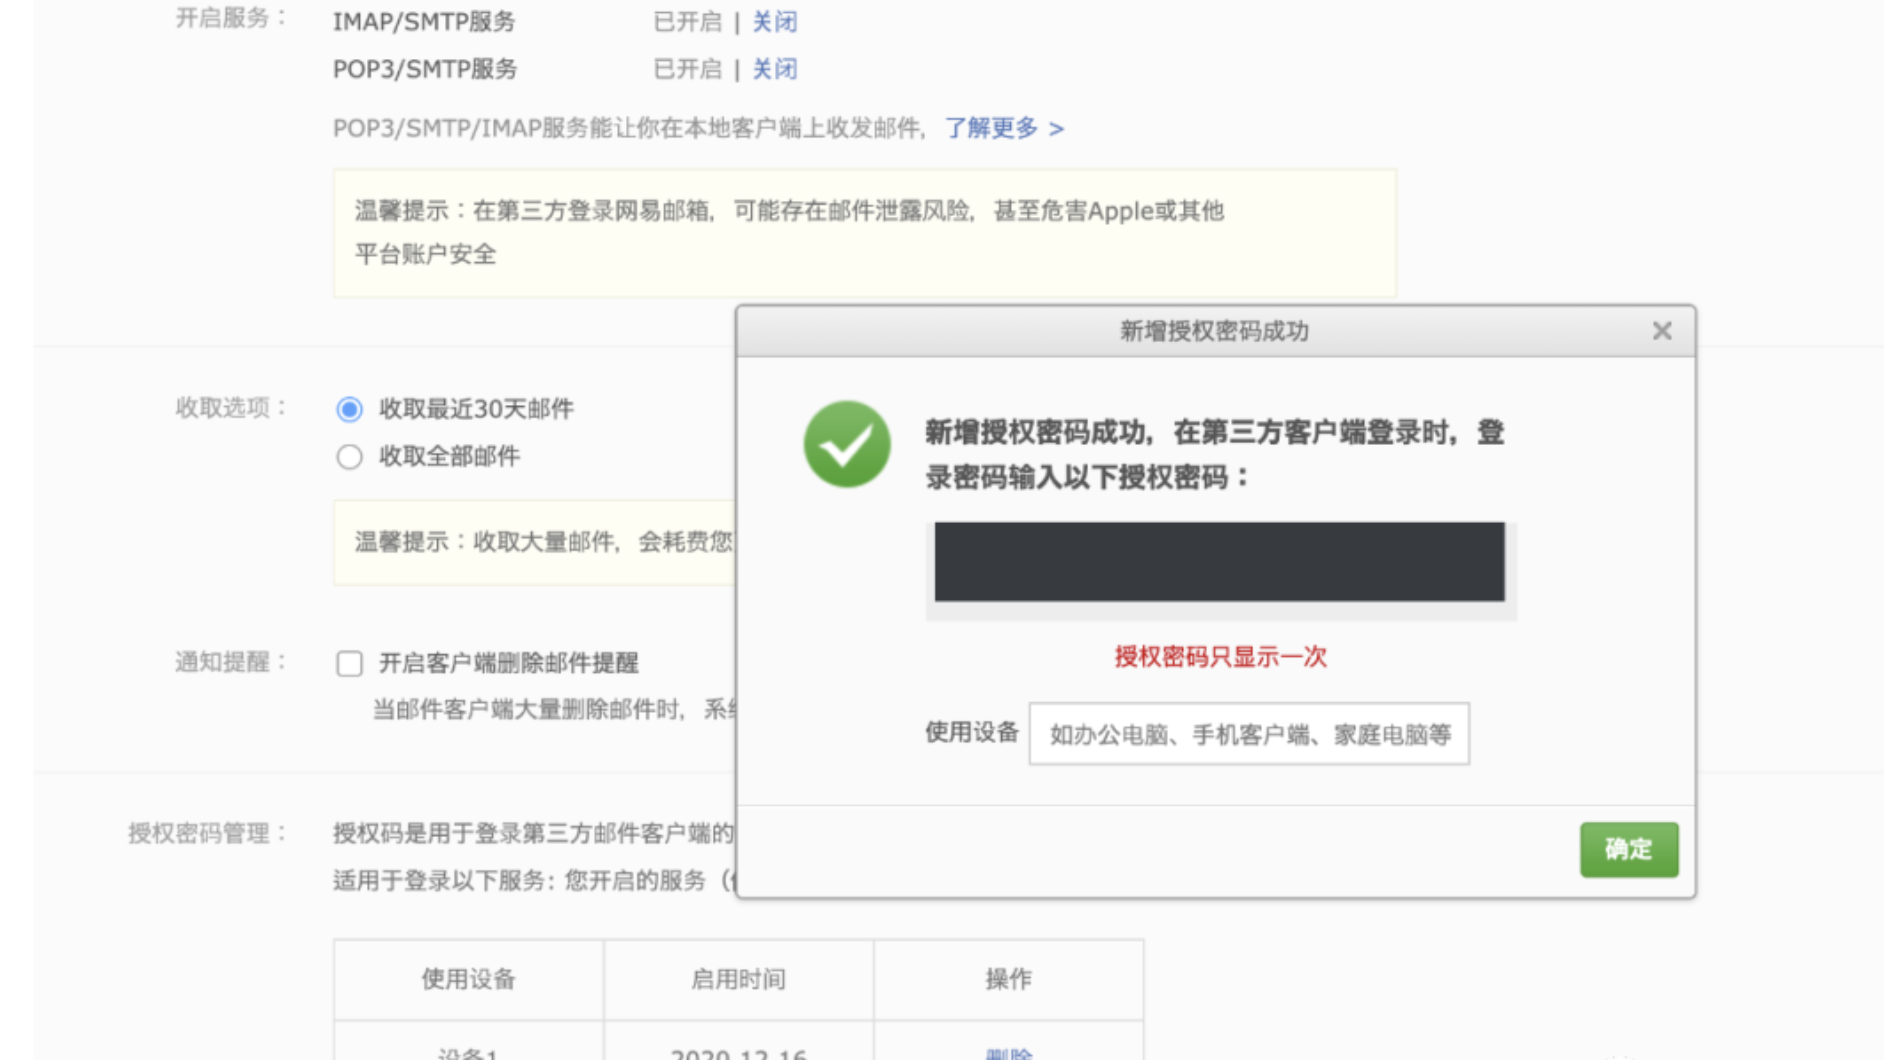 开启服务：
IMAP/SMTP服务 已开启 | 关闭
POP3/SMTP服务 已开启 | 关闭
POP3/SMTP/IMAP服务能让你在本地客户端上收发邮件，了解更多 >
温馨提示：在第三方登录网易邮箱，可能存在邮件泄露风险，甚至危害Apple或其他
平台账户安全
收取选项：
收取最近30天邮件
收取全部邮件
温馨提示：收取大量邮件，会耗费您
通知提醒：
开启客户端删除邮件提醒
当邮件客户端大量删除邮件时，系
授权密码管理：
授权码是用于登录第三方邮件客户端的
适用于登录以下服务：您开启的服务（
使用设备 启用时间 操作
设备1 2020-12-16 删除
新增授权密码成功
新增授权密码成功，在第三方客户端登录时，登
录密码输入以下授权密码：
授权密码只显示一次
使用设备 如办公电脑、手机客户端、家庭电脑等
确定